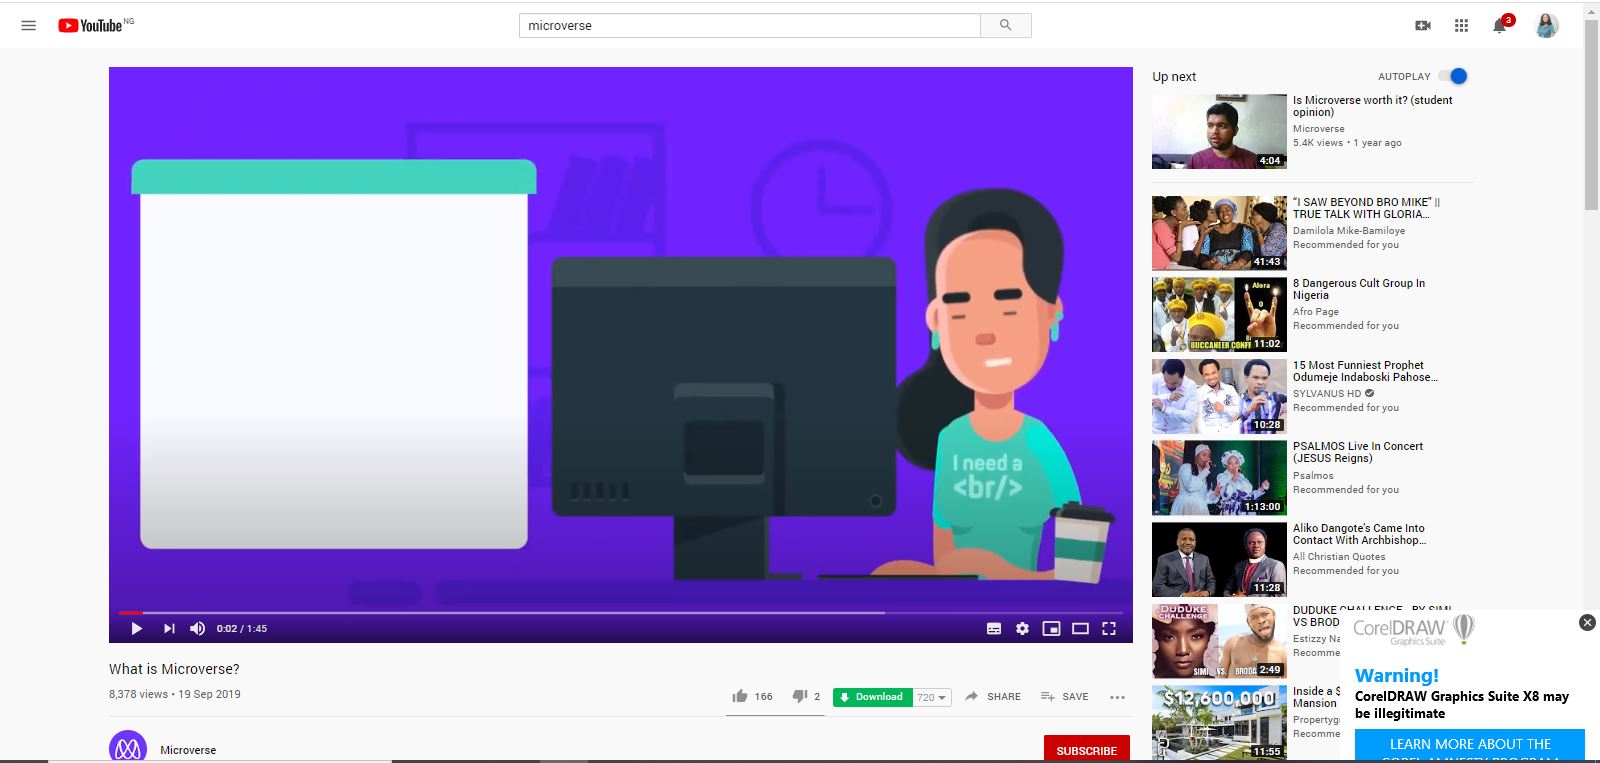 YouTube NG
microverse
3
I need a
<br/>
0:02 / 1:45
What is Microverse?
8,378 views • 19 Sep 2019
166
2
Download
720
SHARE
SAVE
Microverse
SUBSCRIBE
Up next
AUTOPLAY
4:04
Is Microverse worth it? (student
opinion)
Microverse
5.4K views • 1 year ago
41:43
"I SAW BEYOND BRO MIKE" ||
TRUE TALK WITH GLORIA...
Damilola Mike-Bamiloye
Recommended for you
Alora
BUCCANEER CONF
11:02
8 Dangerous Cult Group In
Nigeria
Afro Page
Recommended for you
10:28
15 Most Funniest Prophet
Odumeje Indaboski Pahose...
SYLVANUS HD
Recommended for you
1:13:00
PSALMOS Live In Concert
(JESUS Reigns)
Psalmos
Recommended for you
11:28
Aliko Dangote's Came Into
Contact With Archbishop...
All Christian Quotes
Recommended for you
DUDUKE
CHALLENGE
SIMI VS. BRODA
2:49
DUDUKE CHALLENGE - BY SIMI
VS BROD
Estizzy Na
Recomme
$12,600,000
11:55
Inside a $
Mansion
Propertyg
Recomme
CorelDRAW
Graphics Suite
Warning!
CorelDRAW Graphics Suite X8 may
be illegitimate
LEARN MORE ABOUT THE
COREL AMNESTY PROGRAM